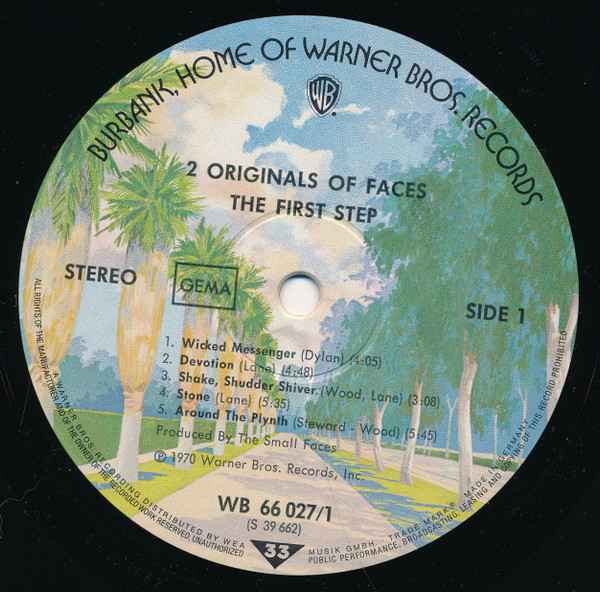 BURBANK, HOME OF WARNER BROS. RECORDS
WB
2 ORIGINALS OF FACES
THE FIRST STEP
STEREO
GEMA
SIDE 1
1. Wicked Messenger (Dylan) (4:05)
2. Devotion (Lane) (4:48)
3. Shake, Shudder Shiver (Wood, Lane) (3:08)
4. Stone (Lane) (5:35)
5. Around The Plynth (Steward - Wood) (5:45)
Produced By The Small Faces
℗ 1970 Warner Bros. Records, Inc.
WB 66 027/1
(S 39 662)
33
A WARNER BROS. RECORDING DISTRIBUTED BY WEA MUSIK GMBH. TRADE MARK® MADE IN GERMANY
ALL RIGHTS OF THE MANUFACTURER AND OF THE OWNER OF THE RECORDED WORK RESERVED. UNAUTHORIZED PUBLIC PERFORMANCE, BROADCASTING, LEASING AND COPYING OF THIS RECORD PROHIBITED